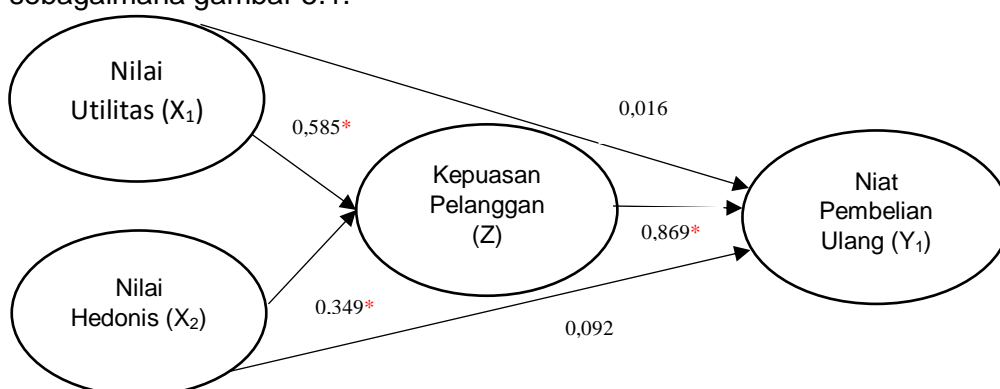 sebagaimana gambar 5.1.
Nilai
Utilitas (X₁)
0,016
0,585*
Kepuasan
Pelanggan
(Z)
Niat
Pembelian
Ulang (Y₁)
0,869*
Nilai
Hedonis (X₂)
0.349*
0,092